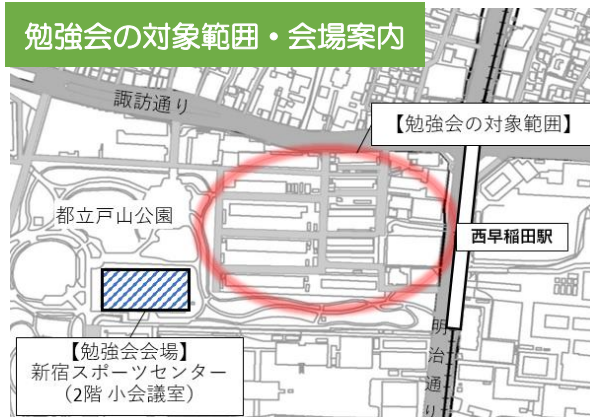 勉強会の対象範囲・会場案内
諏訪通り
【勉強会の対象範囲】
都立戸山公園
西早稲田駅
【勉強会会場】
新宿スポーツセンター
（2階 小会議室）
明治通り